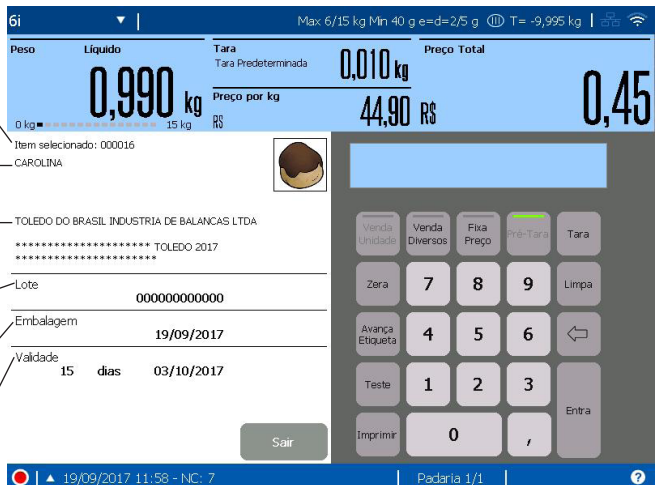 6i Max 6/15 kg Min 40 g e=d=2/5 g T= -9,995 kg
Peso Líquido
0,990 kg
0 kg 15 kg
Tara
Tara Predeterminada
0,010 kg
Preço por kg
R$ 44,90
Preço Total
R$ 0,45
Item selecionado: 000016
CAROLINA
TOLEDO DO BRASIL INDUSTRIA DE BALANCAS LTDA
********************* TOLEDO 2017
**********************
Lote
000000000000
Embalagem
19/09/2017
Validade
15 dias 03/10/2017
Sair
Venda Unidade
Venda Diversos
Fixa Preço
Pré-Tara
Tara
Zera 7 8 9 Limpa
Avança Etiqueta 4 5 6
Teste 1 2 3
Entra
Imprimir 0 ,
19/09/2017 11:58 - NC: 7 Padaria 1/1 ?